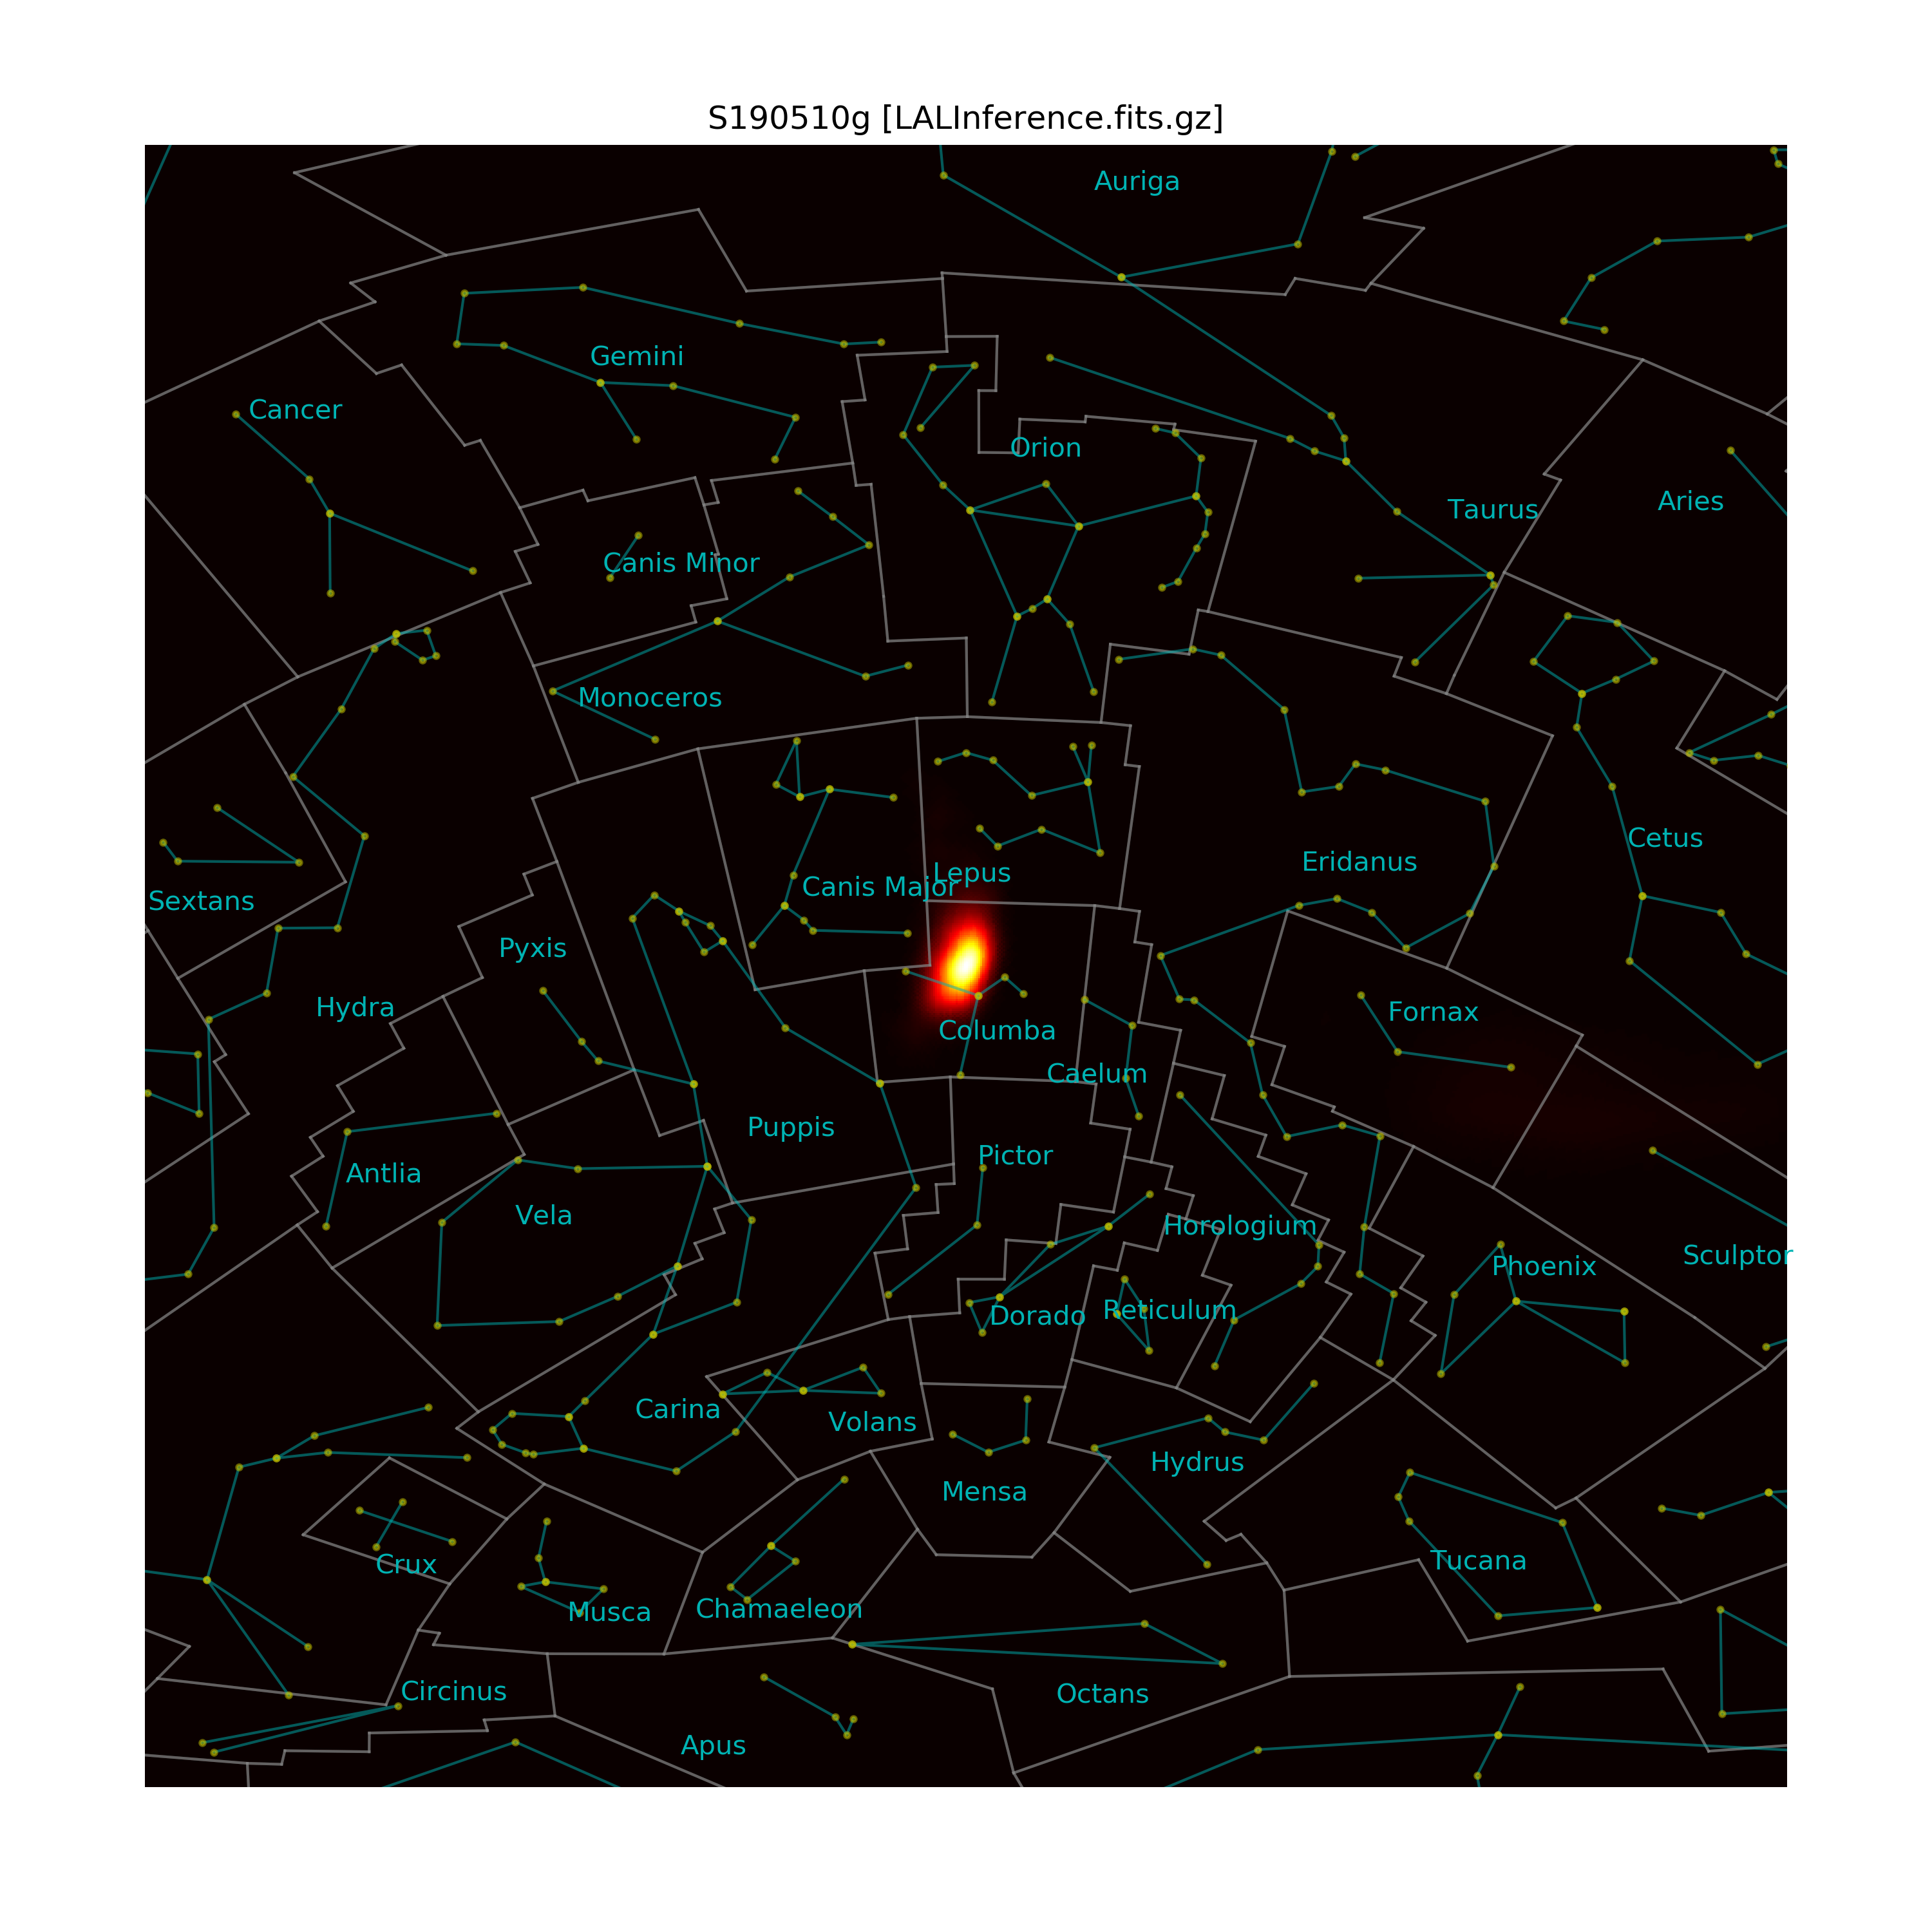 S190510g [LALInference.fits.gz]
Auriga
Gemini
Cancer
Orion
Taurus
Aries
Canis Minor
Monoceros
Cetus
Eridanus
Lepus
Canis Major
Sextans
Pyxis
Hydra
Fornax
Columba
Caelum
Puppis
Pictor
Antlia
Vela
Horologium
Sculptor
Phoenix
Reticulum
Dorado
Carina
Volans
Hydrus
Mensa
Tucana
Crux
Chamaeleon
Musca
Circinus
Octans
Apus